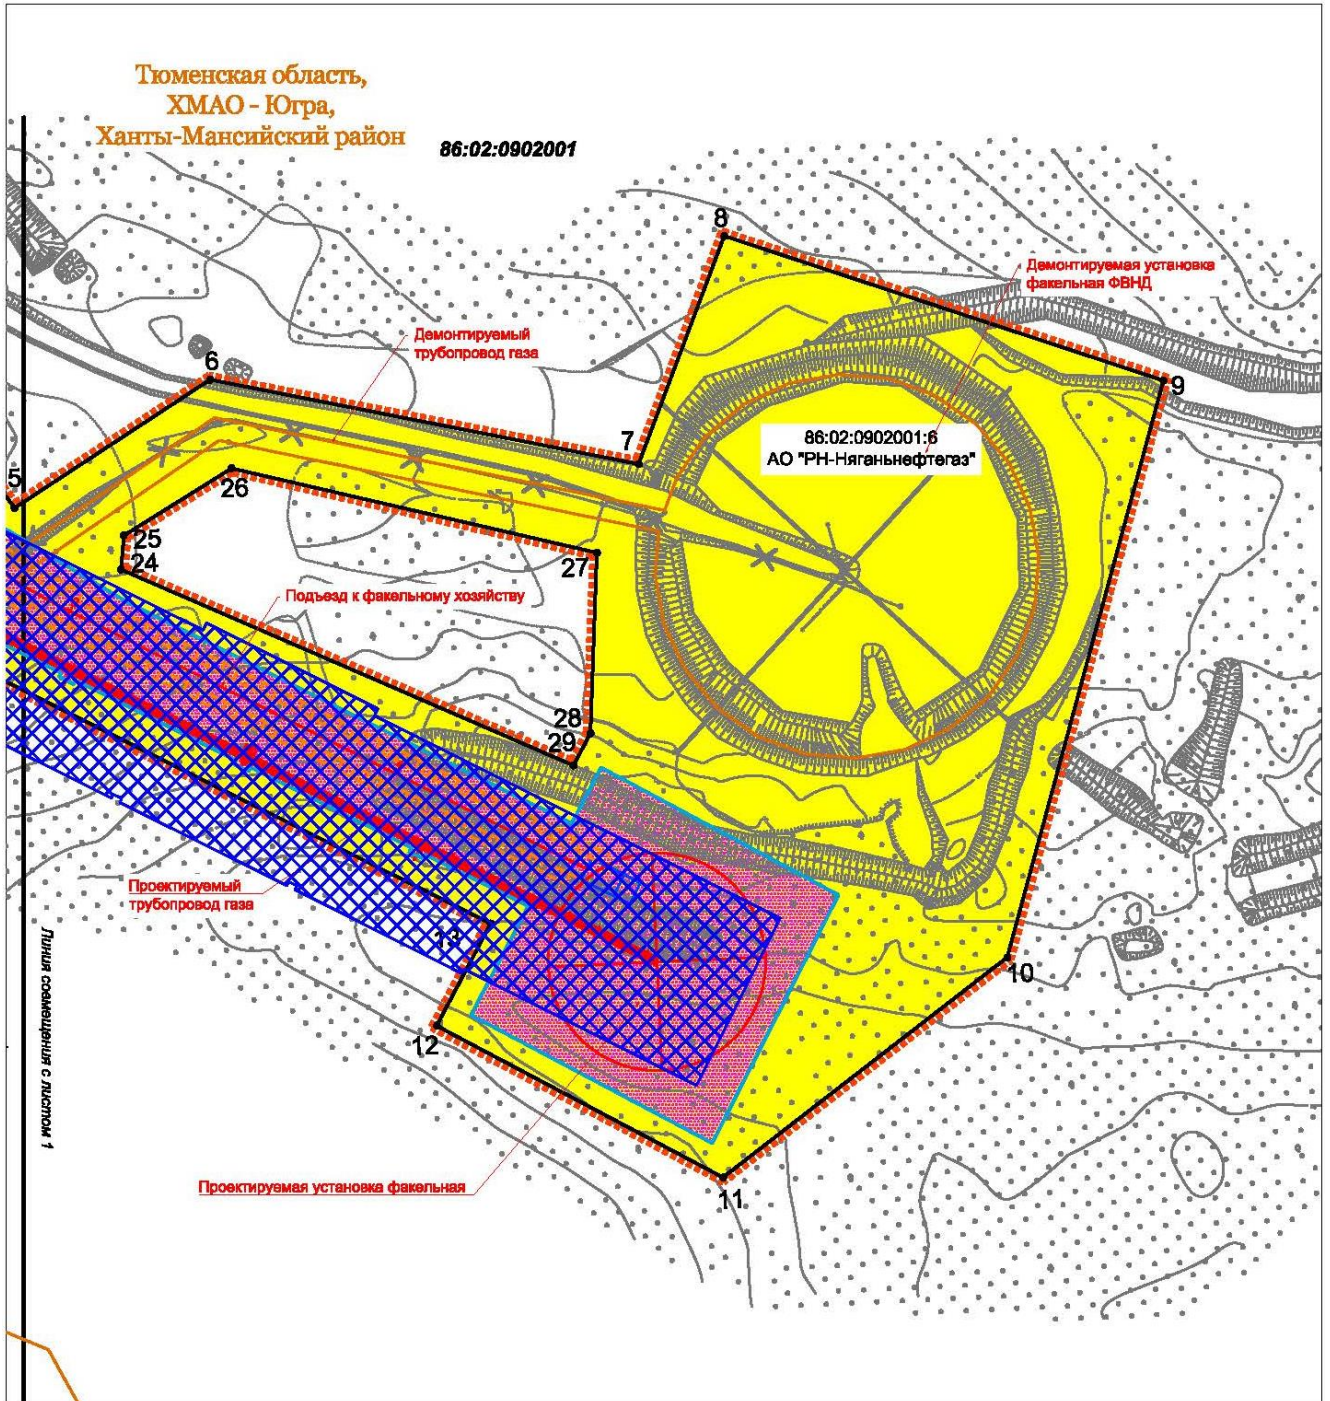 Тюменская область,
ХМАО - Югра,
Ханты-Мансийский район
86:02:0902001
8
Демонтируемая установка
факельная ФВНД
Демонтируемый
трубопровод газа
6
9
7
86:02:0902001:6
АО "РН-Няганьнефтегаз"
5
26
25
24
27
Подъезд к факельному хозяйству
28
29
Проектируемый
трубопровод газа
13
10
12
Линия совмещения с листом 1
Проектируемая установка факельная
11